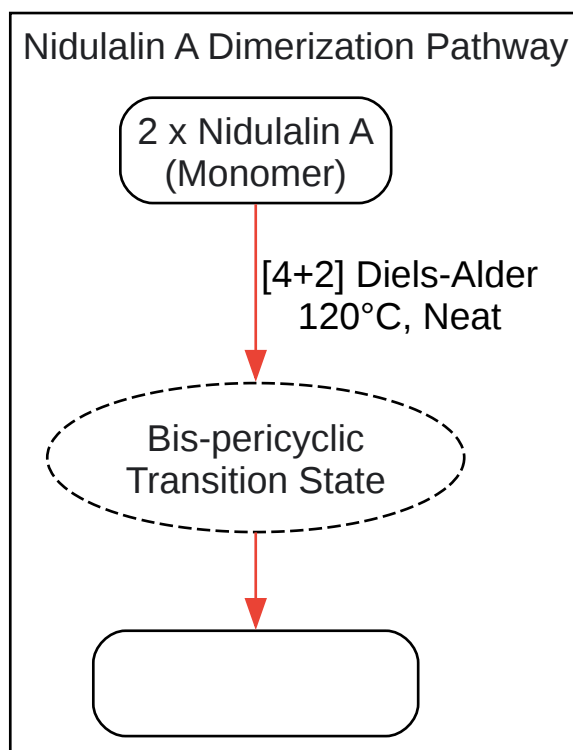 Nidulalin A Dimerization Pathway
2 x Nidulalin A
(Monomer)
[4+2] Diels-Alder
120°C, Neat
Bis-pericyclic
Transition State